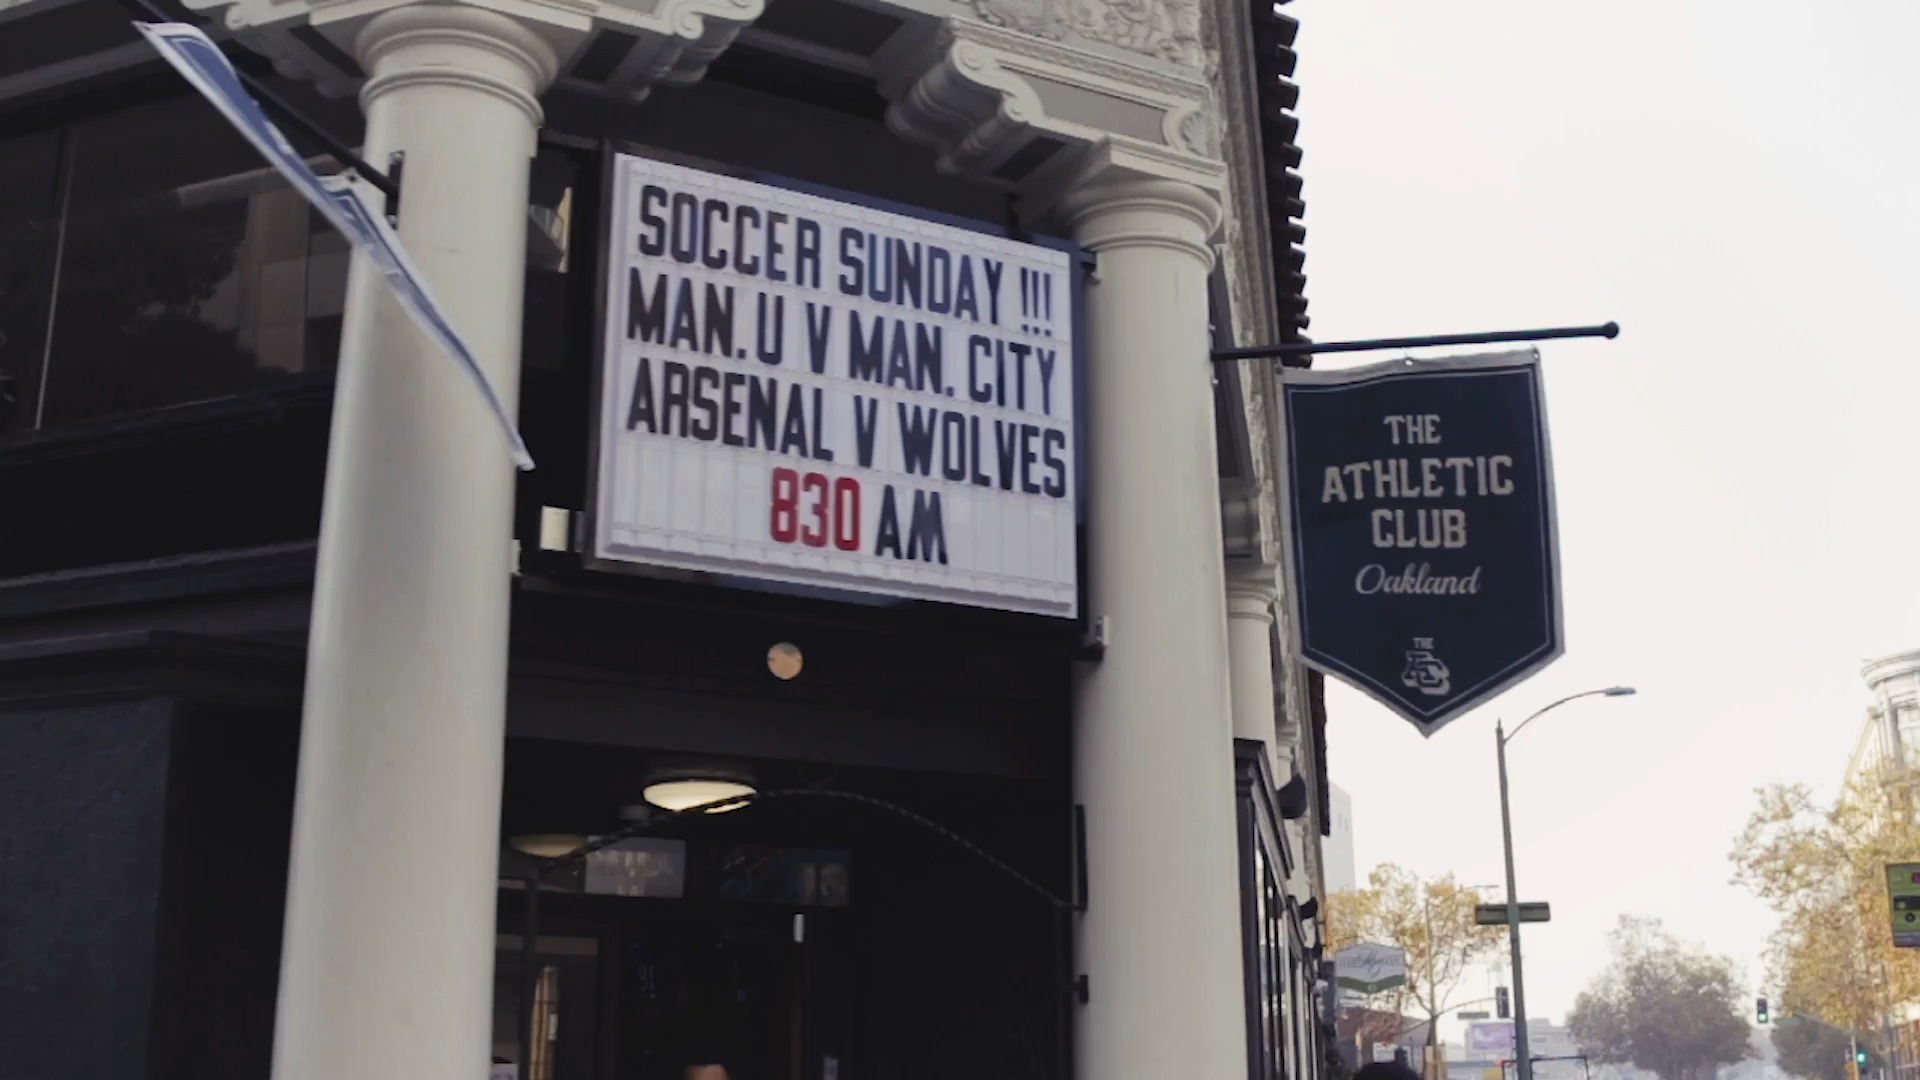 SOCCER SUNDAY !!!
MAN. U V MAN. CITY
ARSENAL V WOLVES
830 AM
THE
ATHLETIC
CLUB
Oakland
THE
AC